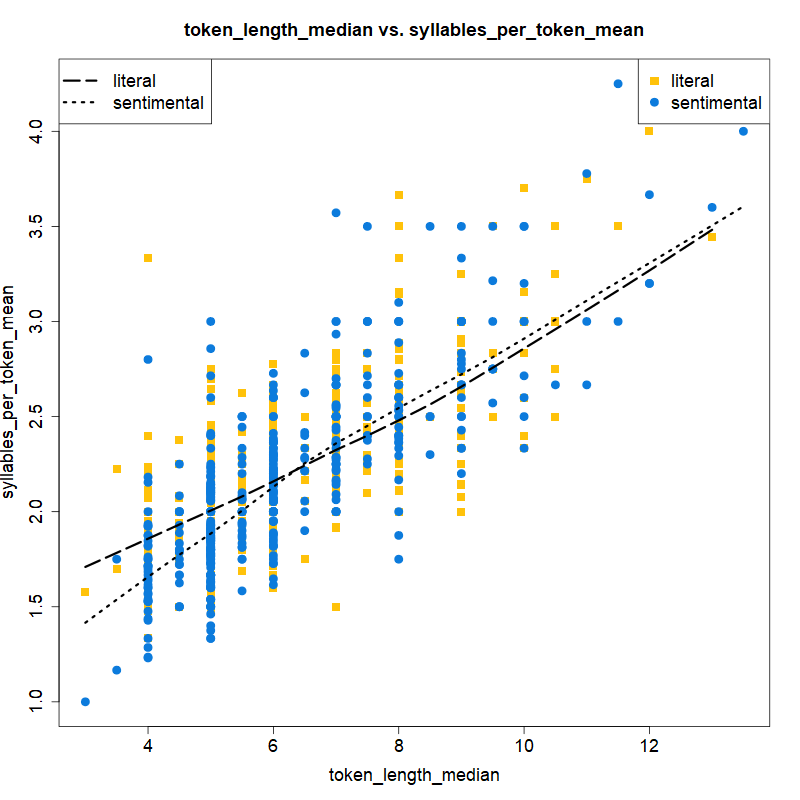 token_length_median vs. syllables_per_token_mean
literal
sentimental
literal
sentimental
syllables_per_token_mean
4.0
3.5
3.0
2.5
2.0
1.5
1.0
4 6 8 10 12
token_length_median